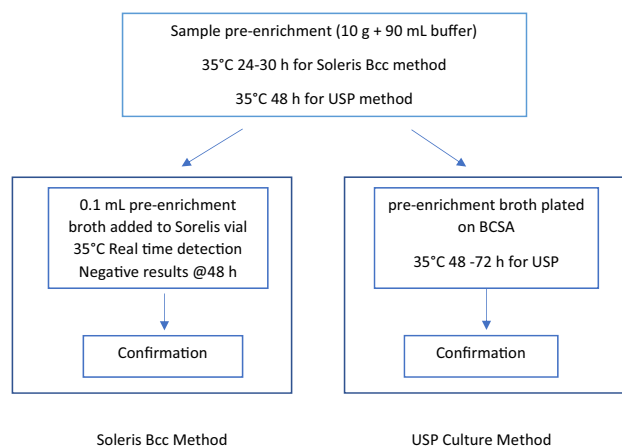 Sample pre-enrichment (10 g + 90 mL buffer)
35°C 24-30 h for Soleris Bcc method
35°C 48 h for USP method
0.1 mL pre-enrichment
broth added to Sorelis vial
35°C Real time detection
Negative results @48 h
Confirmation
pre-enrichment broth plated
on BCSA
35°C 48 -72 h for USP
Confirmation
Soleris Bcc Method
USP Culture Method